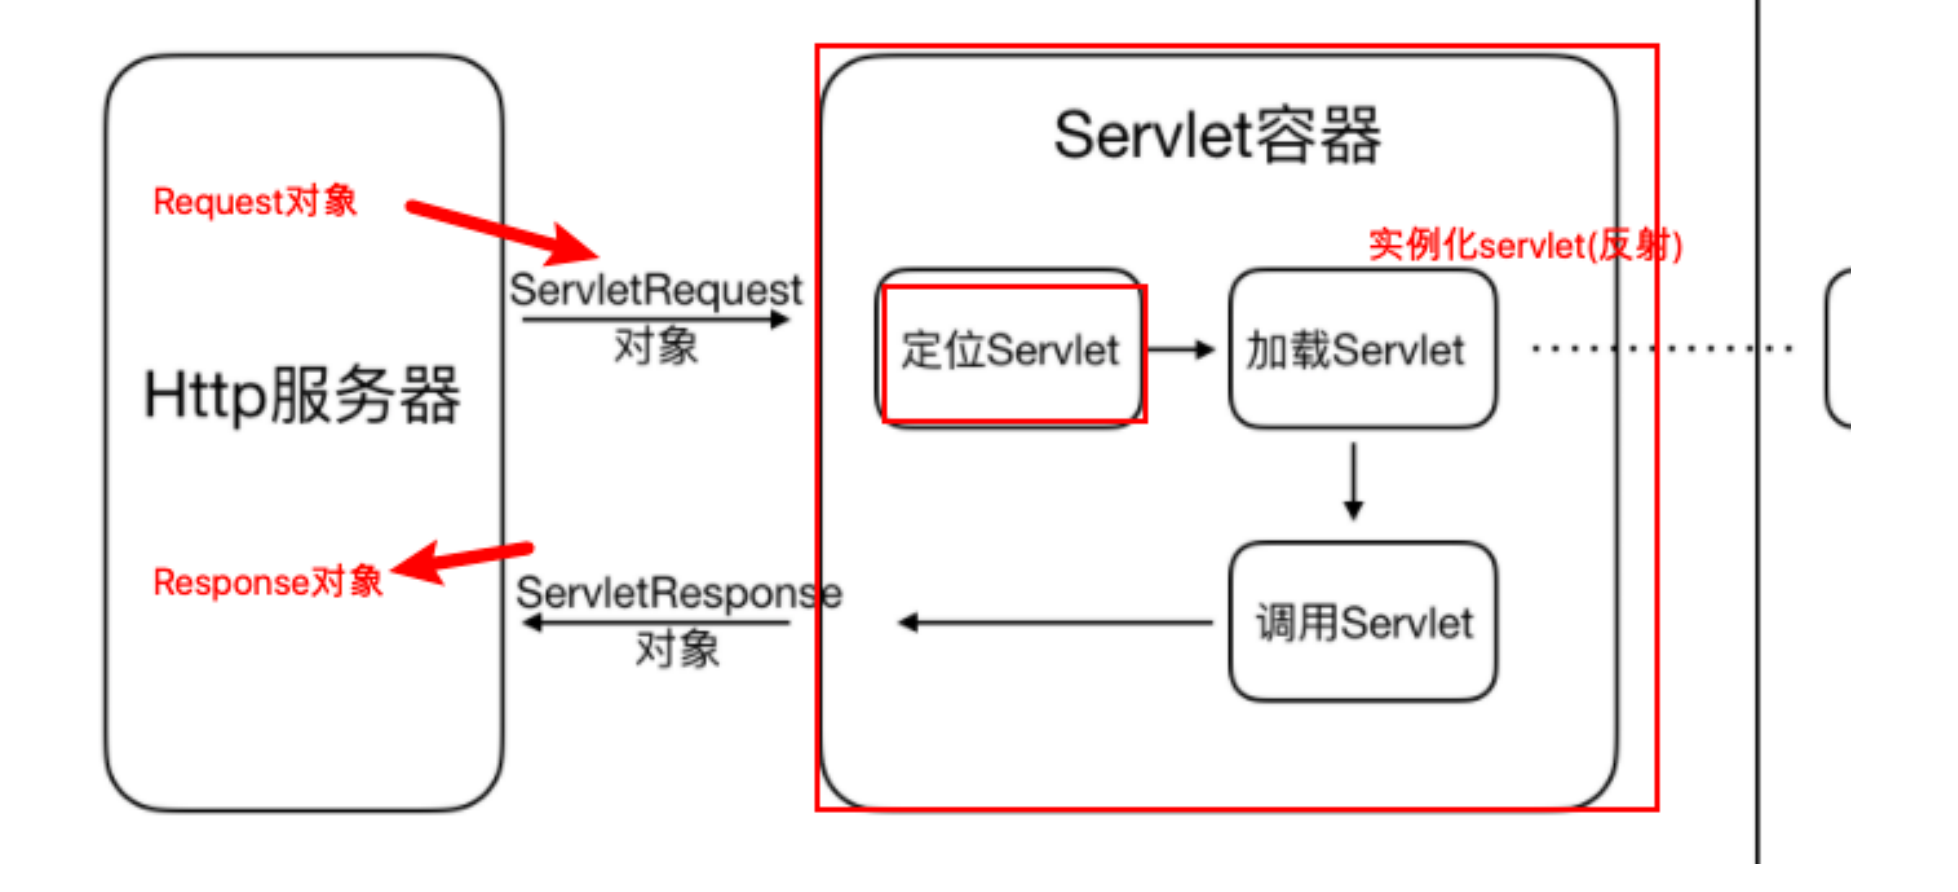 Servlet容器
Request对象
实例化servlet(反射)
ServletRequest
对象
定位Servlet
加载Servlet
Http服务器
Response对象
ServletResponse
对象
调用Servlet